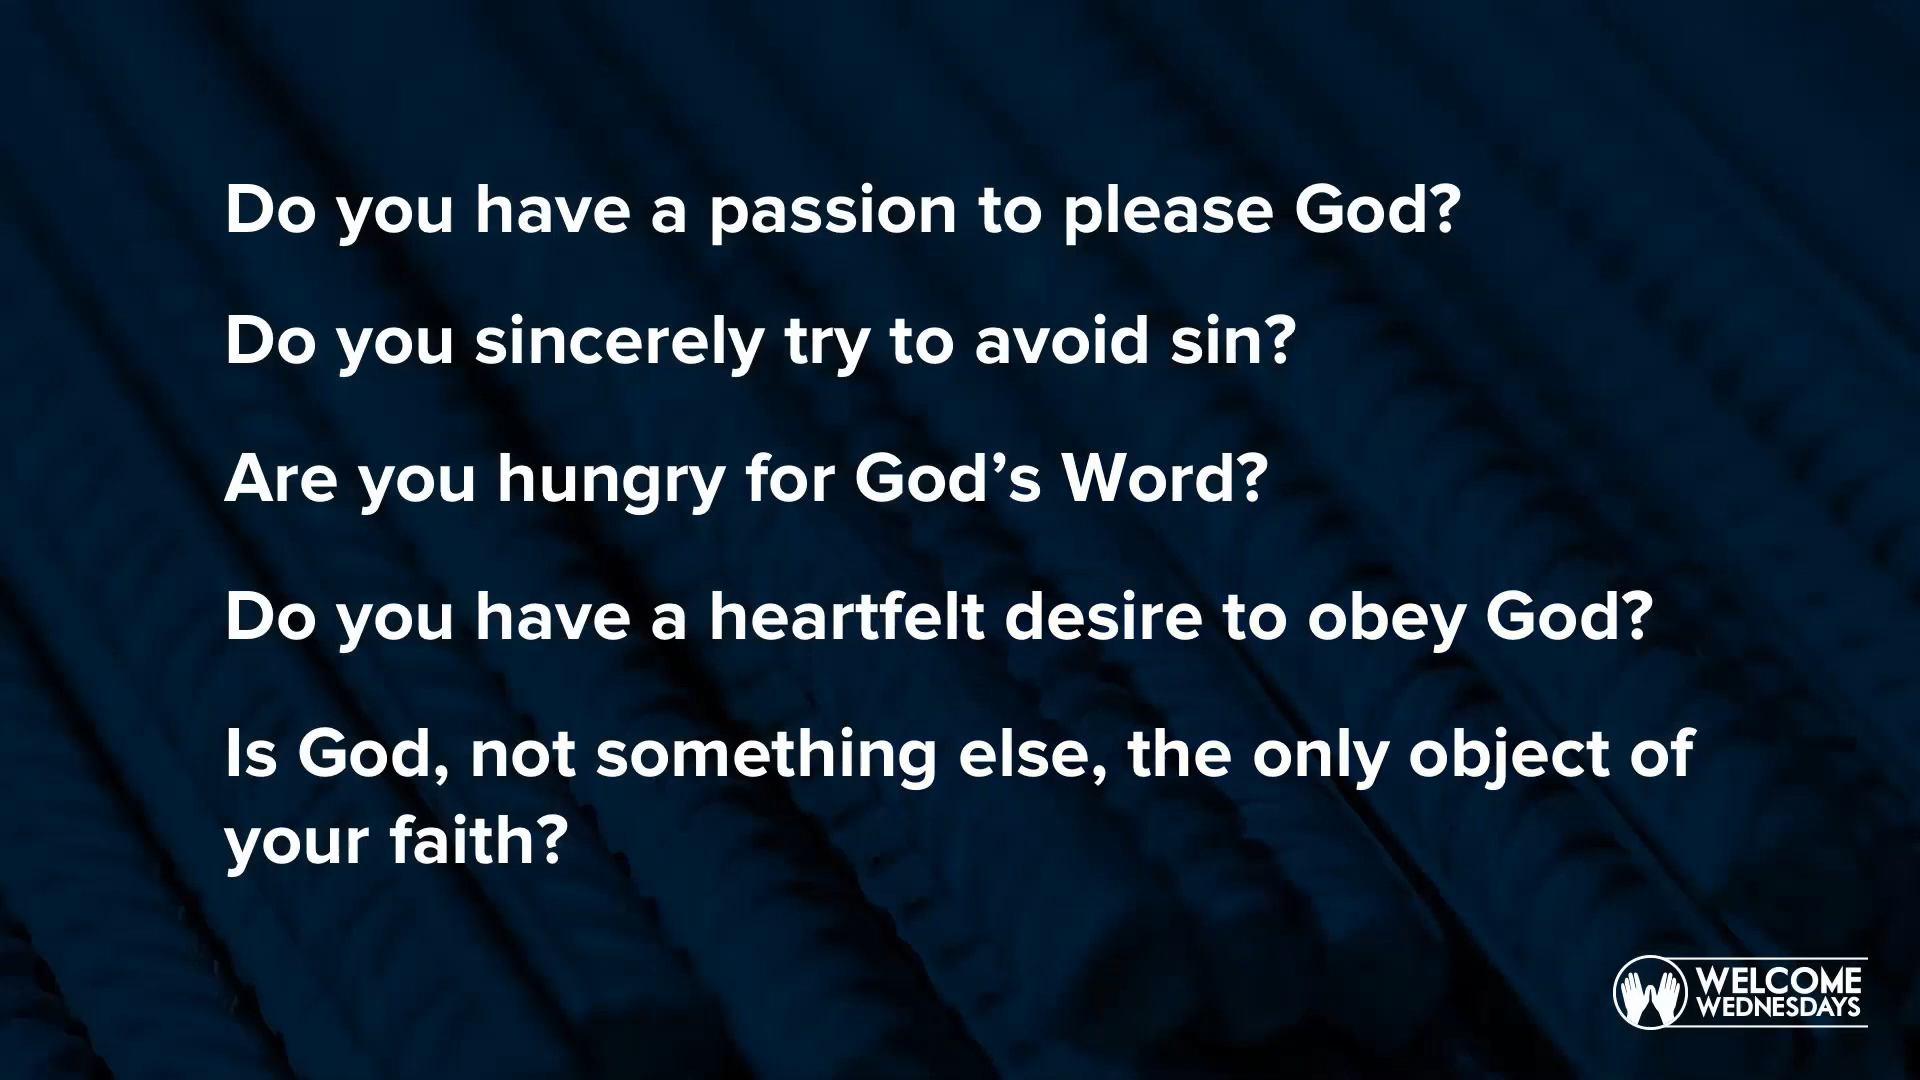 Do you have a passion to please God?
Do you sincerely try to avoid sin?
Are you hungry for God’s Word?
Do you have a heartfelt desire to obey God?
Is God, not something else, the only object of
your faith?
WELCOME
WEDNESDAYS